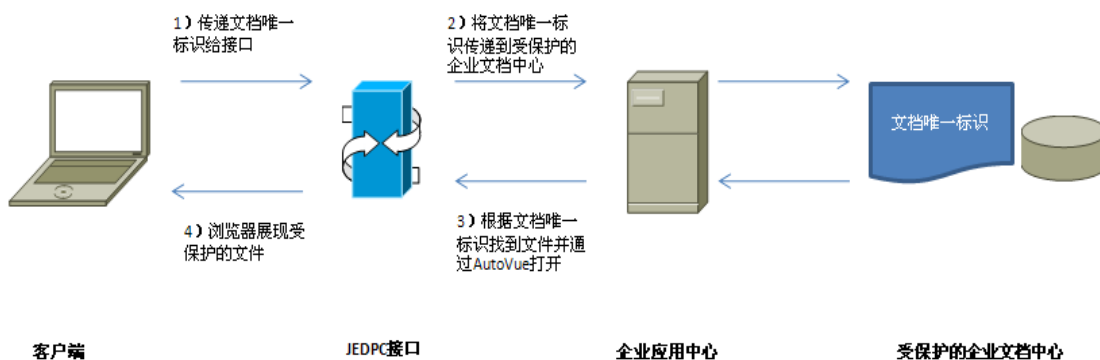 1）传递文档唯一
标识给接口
2）将文档唯一标
识传递到受保护的
企业文档中心
文档唯一标识
4）浏览器展现受
保护的文件
3）根据文档唯一
标识找到文件并通
过AutoVue打开
客户端
JEDPC接口
企业应用中心
受保护的企业文档中心